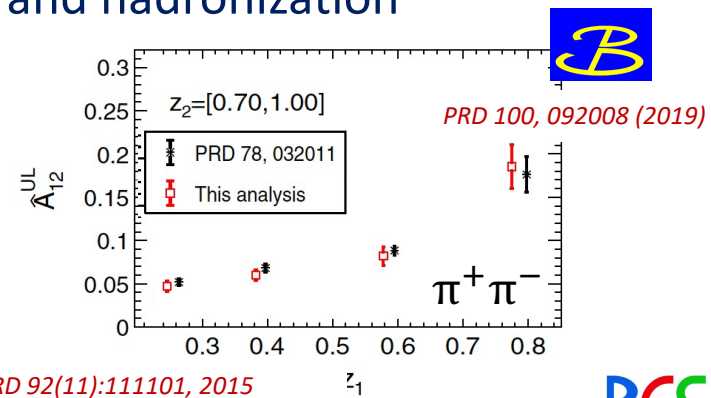 and hadronization
B
PRD 100, 092008 (2019)
z₂=[0.70,1.00]
PRD 78, 032011
This analysis
Â₁₂ᵁᴸ
0.3
0.25
0.2
0.15
0.1
0.05
0
π⁺π⁻
0.3 0.4 0.5 0.6 0.7 0.8
z₁
RD 92(11):111101, 2015